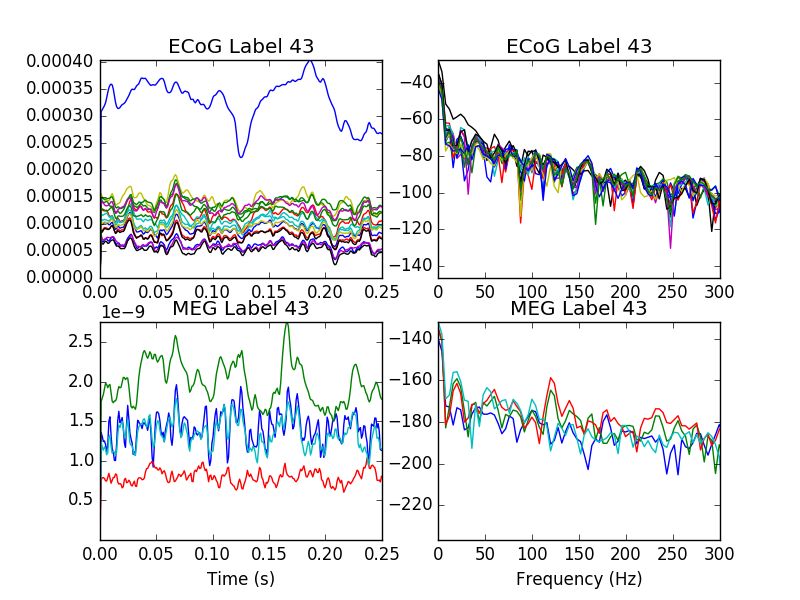 ECoG Label 43
0.00040
0.00035
0.00030
0.00025
0.00020
0.00015
0.00010
0.00005
0.00000
0.00 0.05 0.10 0.15 0.20 0.25
ECoG Label 43
−40
−60
−80
−100
−120
−140
0 50 100 150 200 250 300
MEG Label 43
1e−9
2.5
2.0
1.5
1.0
0.5
0.00 0.05 0.10 0.15 0.20 0.25
Time (s)
MEG Label 43
−140
−160
−180
−200
−220
0 50 100 150 200 250 300
Frequency (Hz)